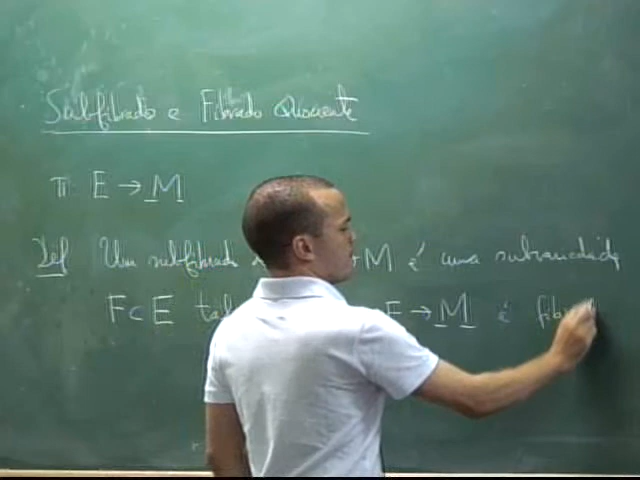 Subfibrado e Fibrado Quociente
π: E → M
Def Um subfibrado M é uma subvariedade
F ⊂ E tal F → M é